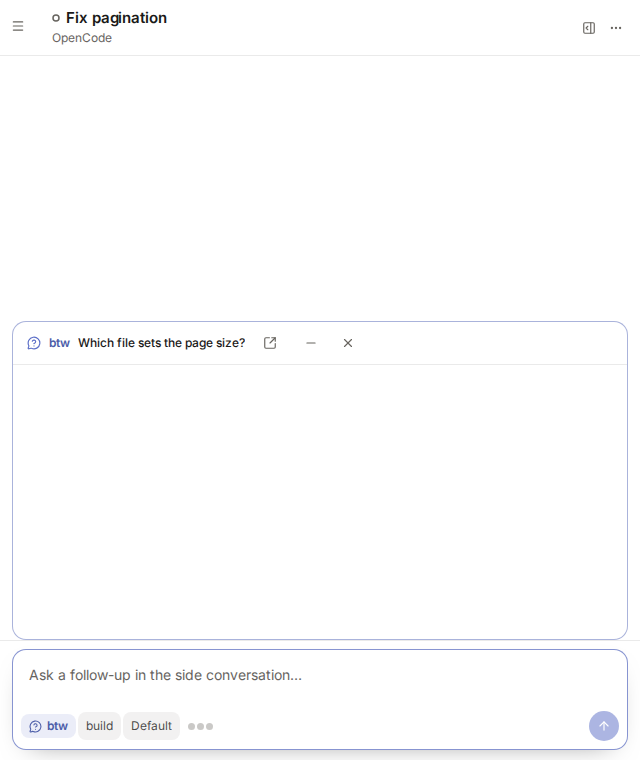 Fix pagination
OpenCode
btw Which file sets the page size?
Ask a follow-up in the side conversation...
btw build Default